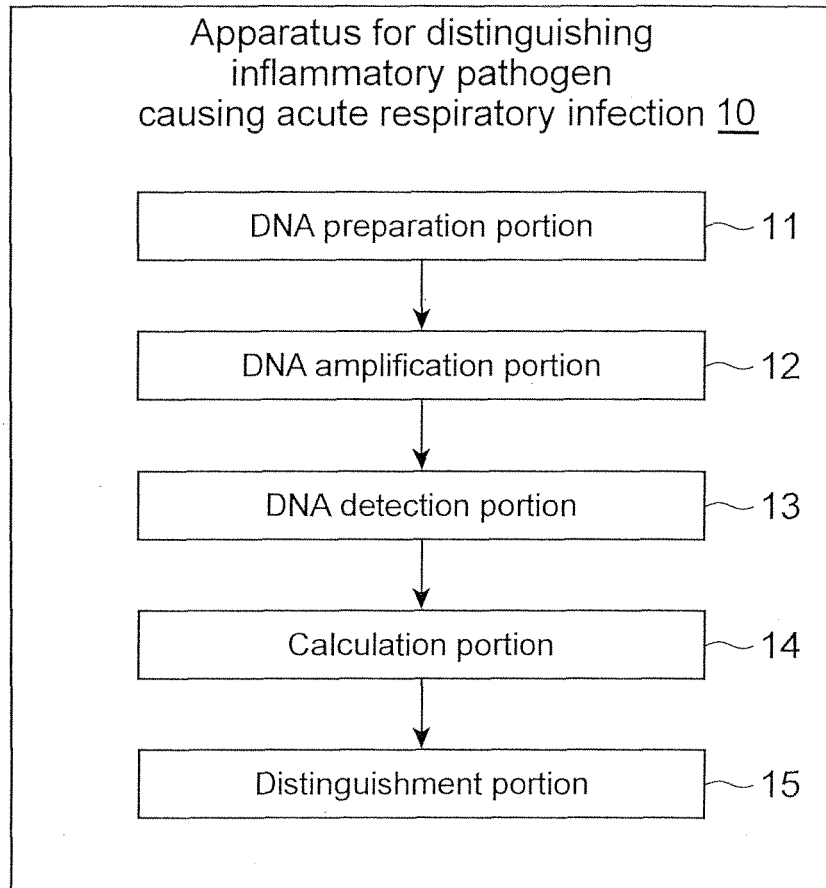 Apparatus for distinguishing
inflammatory pathogen
causing acute respiratory infection 10
DNA preparation portion 11
DNA amplification portion 12
DNA detection portion 13
Calculation portion 14
Distinguishment portion 15